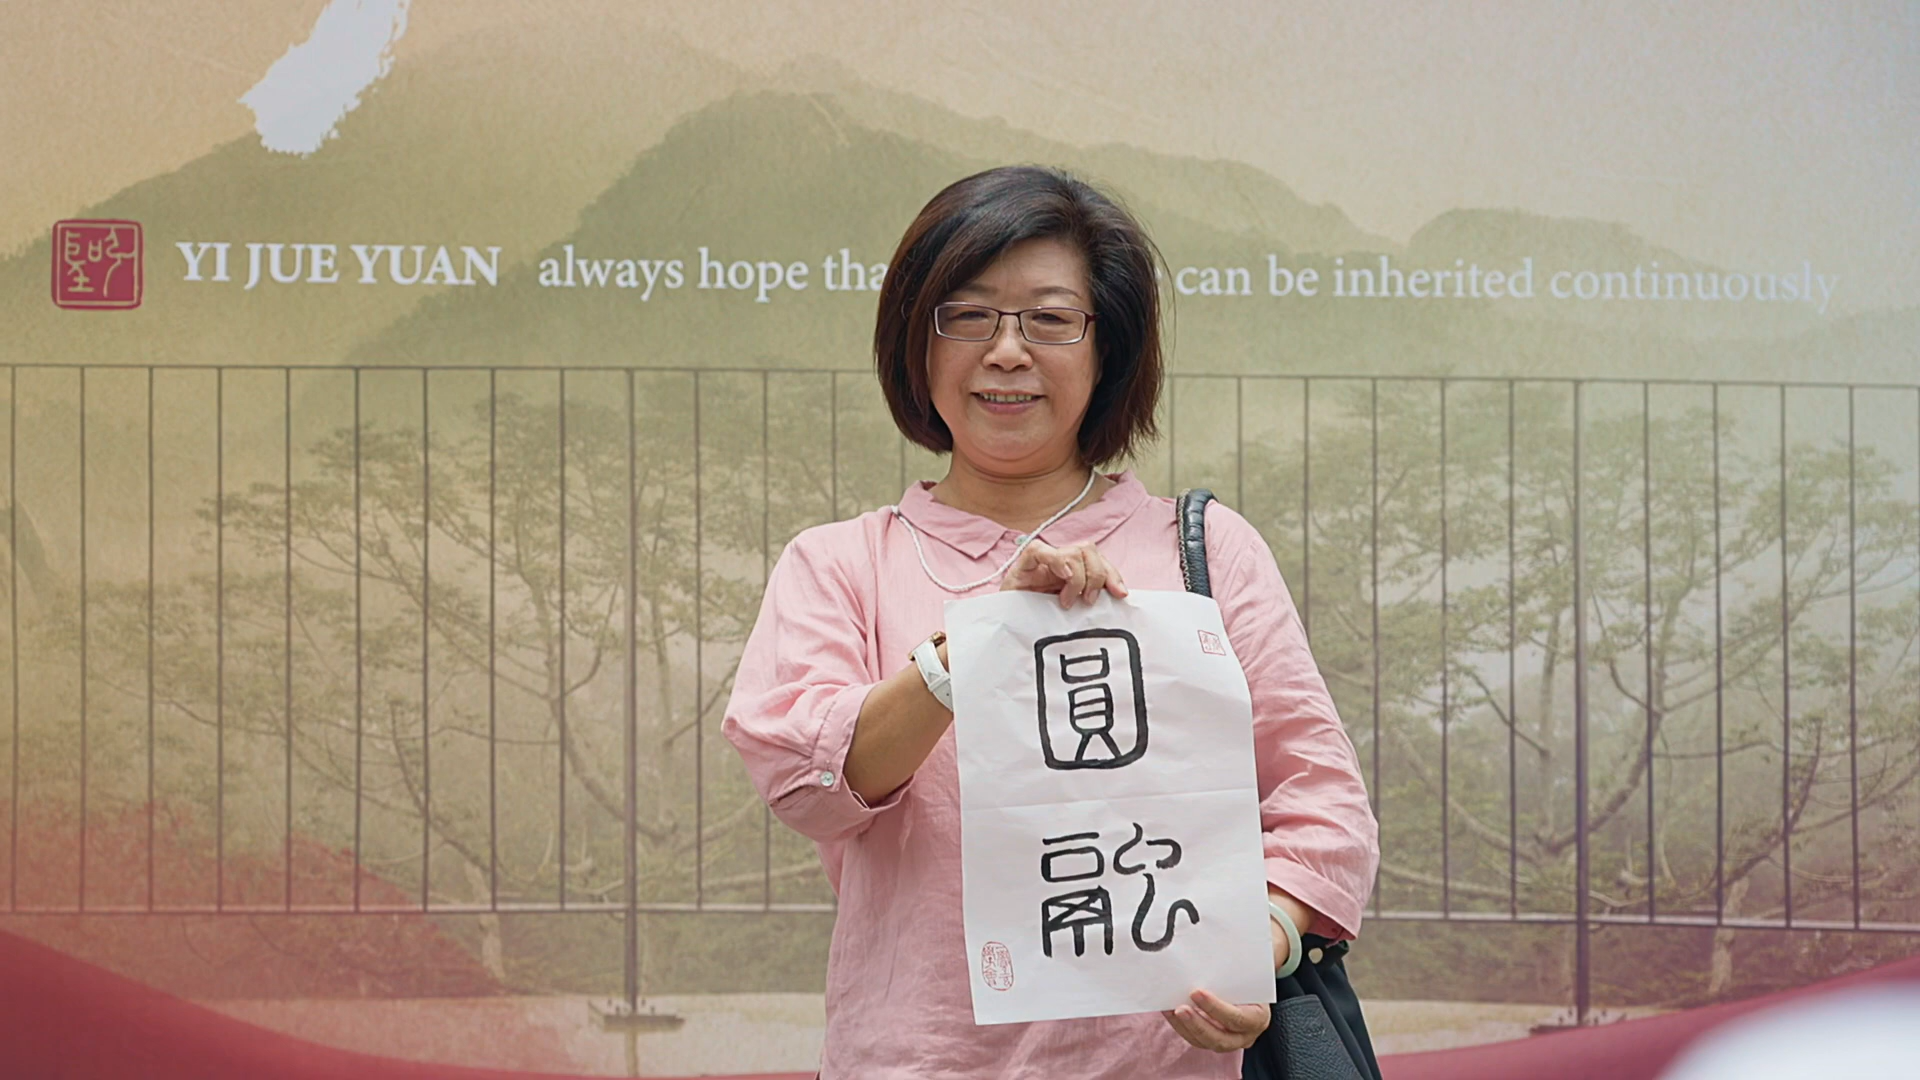 YI JUE YUAN always hope tha can be inherited continuously
圓
融